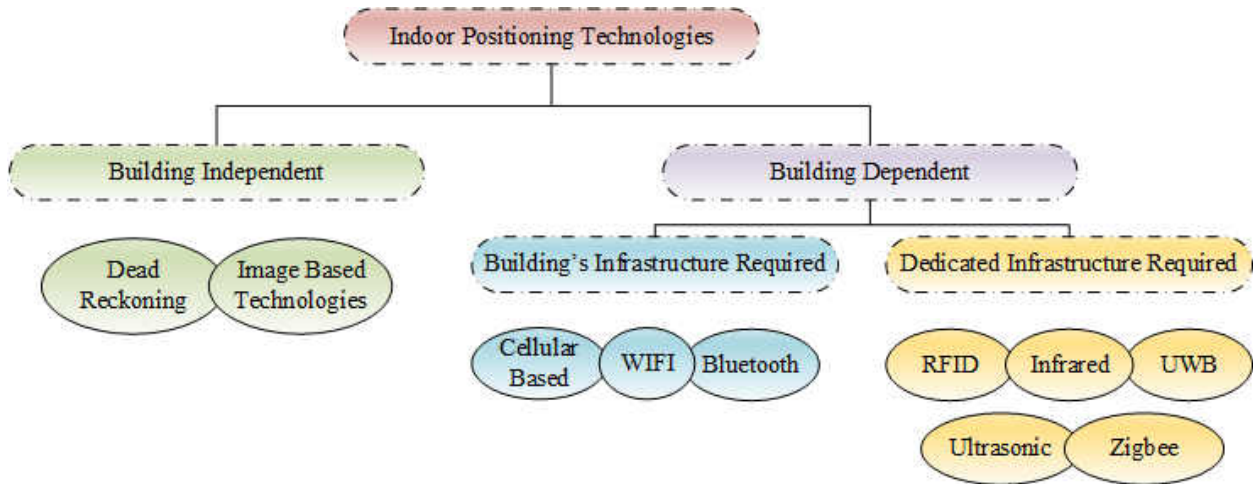 Indoor Positioning Technologies
Building Independent
Building Dependent
Dead
Reckoning
Image Based
Technologies
Building's Infrastructure Required
Dedicated Infrastructure Required
Cellular
Based
WIFI
Bluetooth
RFID
Infrared
UWB
Ultrasonic
Zigbee